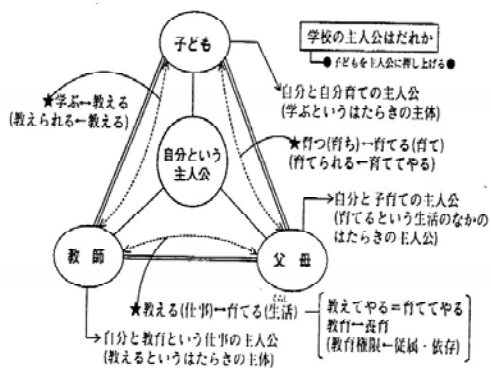 子ども
学校の主人公はだれか
●子どもを主人公に押し上げる●
自分と自分育ての主人公
(学ぶというはたらきの主体)
★学ぶ↔教える
(教えられる←教える)
★育つ(育ち)↔育てる(育て)
(育てられる←育ててやる)
自分という
主人公
自分と子育ての主人公
(育てるという生活のなかの
はたらきの主人公)
教師
父母
★教える(仕事)↔育てる(生活)
教えてやる=育ててやる
教育↔養育
(教育権限←従属・依存)
自分と教育という仕事の主人公
(教えるというはたらきの主体)